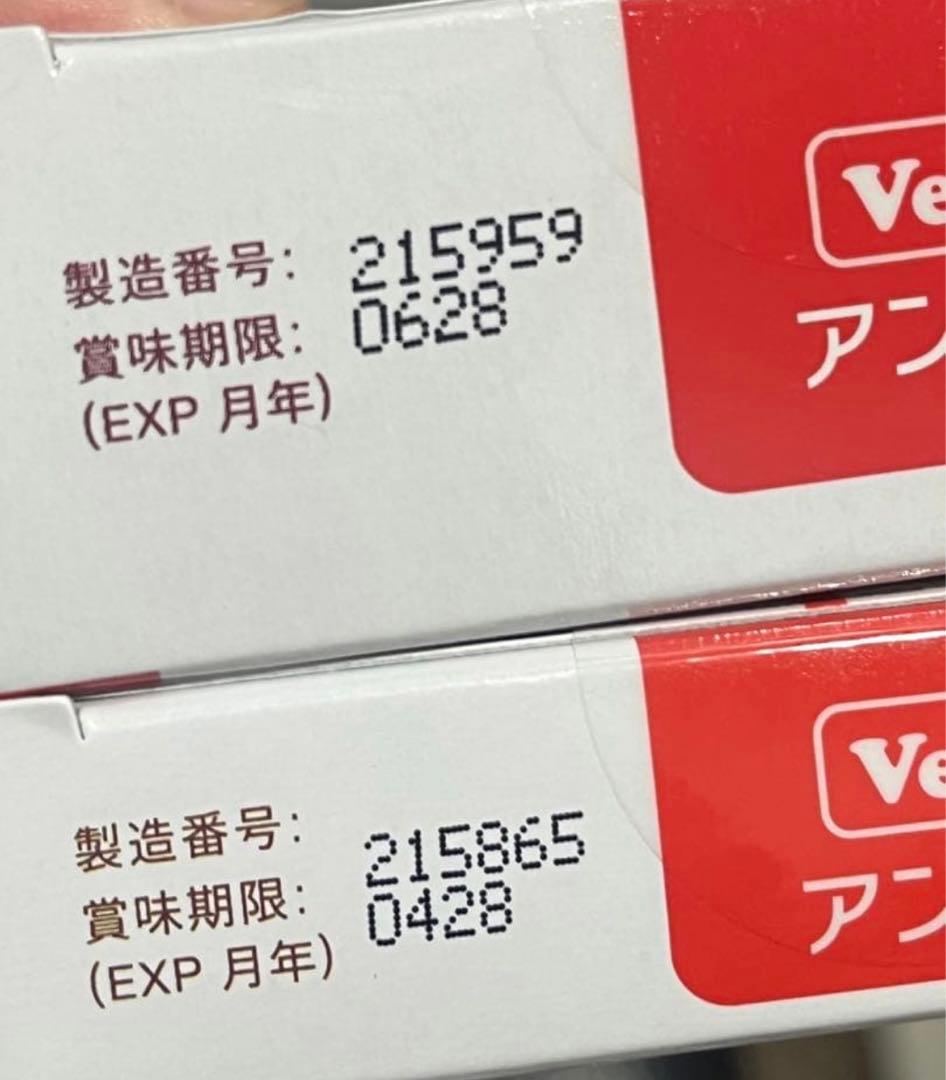 製造番号: 215959
賞味期限: 0628
(EXP 月年)
Ve
アン
製造番号: 215865
賞味期限: 0428
(EXP 月年)
Ve
アン